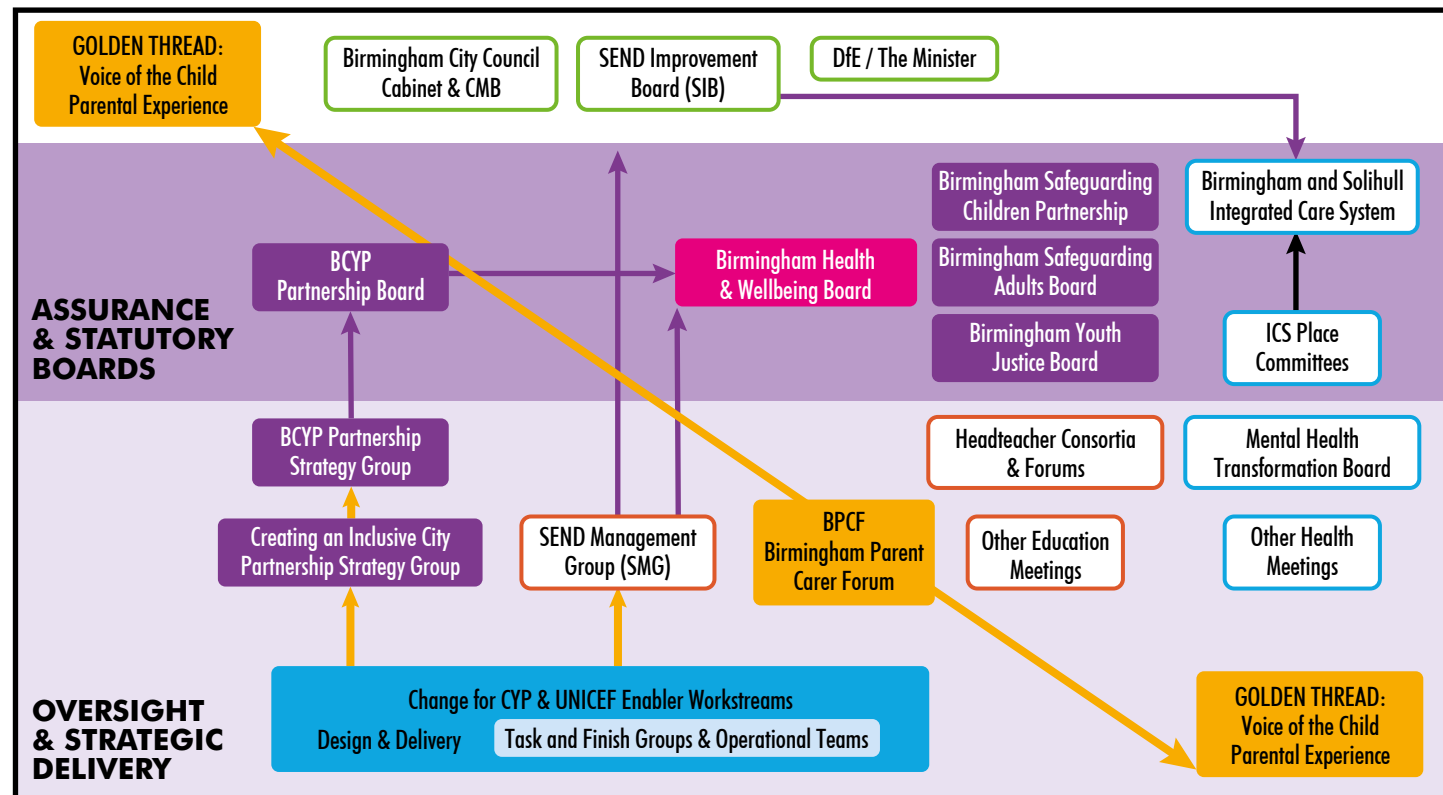 GOLDEN THREAD:
Voice of the Child
Parental Experience
Birmingham City Council
Cabinet & CMB
SEND Improvement
Board (SIB)
DfE / The Minister
ASSURANCE
& STATUTORY
BOARDS
BCYP
Partnership Board
Birmingham Health
& Wellbeing Board
Birmingham Safeguarding
Children Partnership
Birmingham Safeguarding
Adults Board
Birmingham Youth
Justice Board
Birmingham and Solihull
Integrated Care System
ICS Place
Committees
BCYP Partnership
Strategy Group
Headteacher Consortia
& Forums
Mental Health
Transformation Board
Creating an Inclusive City
Partnership Strategy Group
SEND Management
Group (SMG)
BPCF
Birmingham Parent
Carer Forum
Other Education
Meetings
Other Health
Meetings
OVERSIGHT
& STRATEGIC
DELIVERY
Change for CYP & UNICEF Enabler Workstreams
Design & Delivery
Task and Finish Groups & Operational Teams
GOLDEN THREAD:
Voice of the Child
Parental Experience